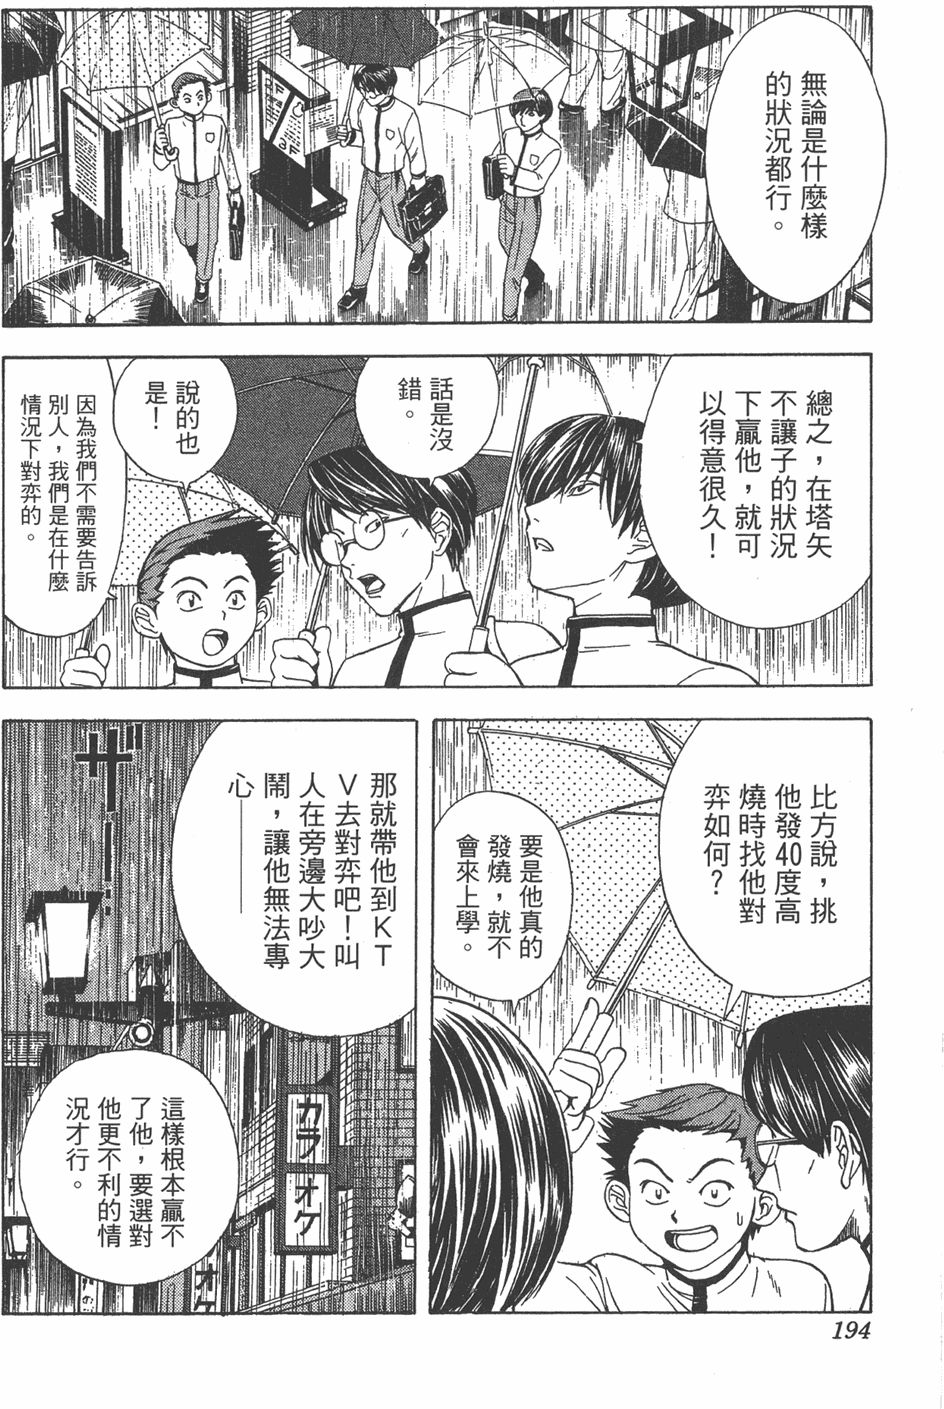 無論是什麼樣
的狀況都行。
總之，在塔矢
不讓子的狀況
下贏他，就可
以得意很久！
話是沒
錯。
說的也
是！
因為我們不需要告訴
別人，我們是在什麼
情況下對弈的。
比方說，挑
他發40度高
燒時找他對
弈如何？
要是他真的
發燒，就不
會來上學。
那就帶他到KT
V去對弈吧！叫
人在旁邊大吵大
鬧，讓他無法專
心——
ザ——
カラオケ
オケ
這樣根本贏不
了他，要選對
他更不利的情
況才行。
194